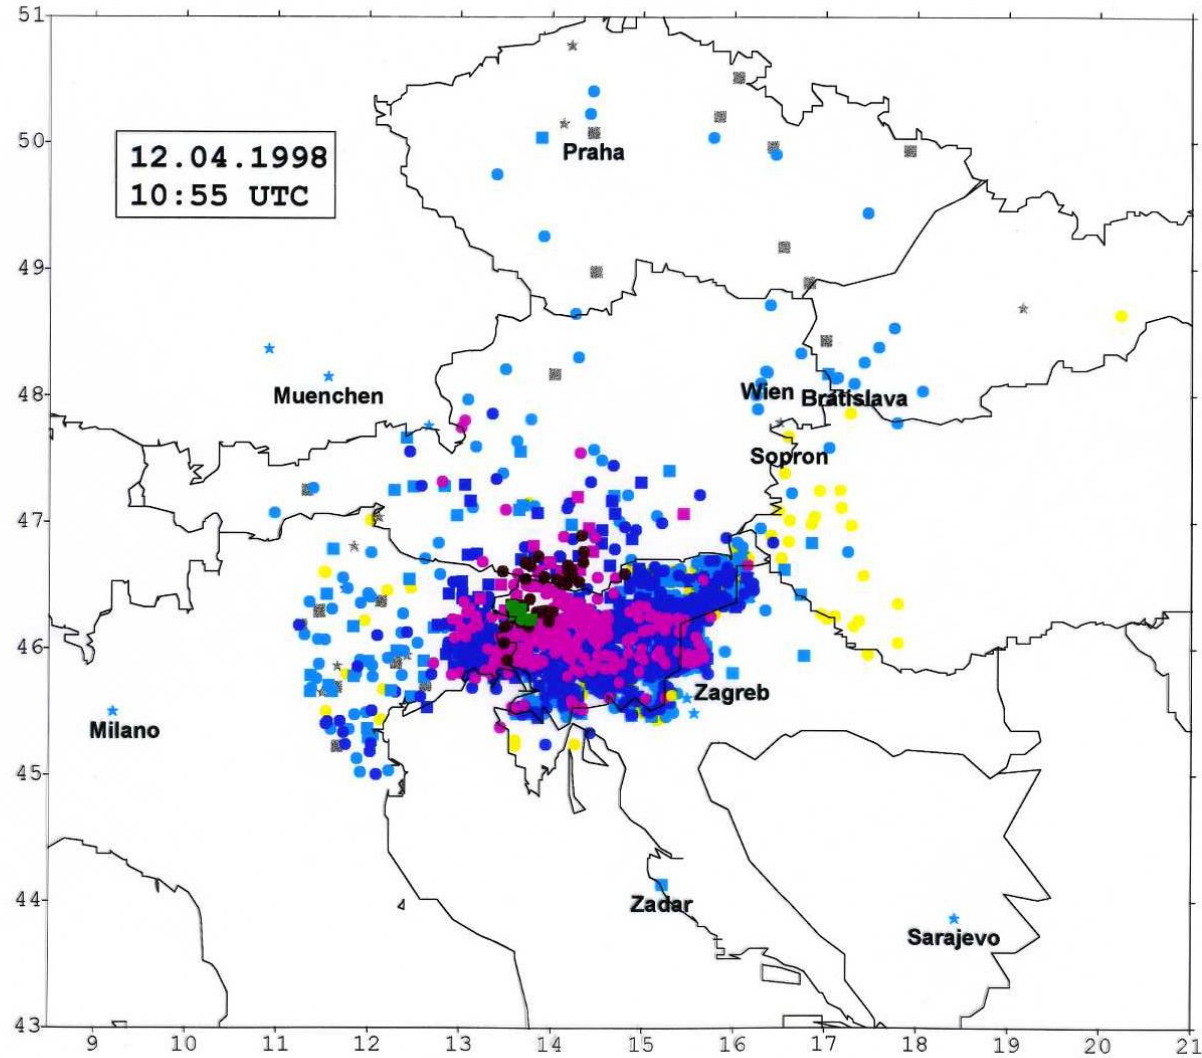 51
50
49
48
47
46
45
44
43
12.04.1998
10:55 UTC
Praha
Muenchen
Wien
Bratislava
Sopron
Zagreb
Milano
Zadar
Sarajevo
9 10 11 12 13 14 15 16 17 18 19 20 21